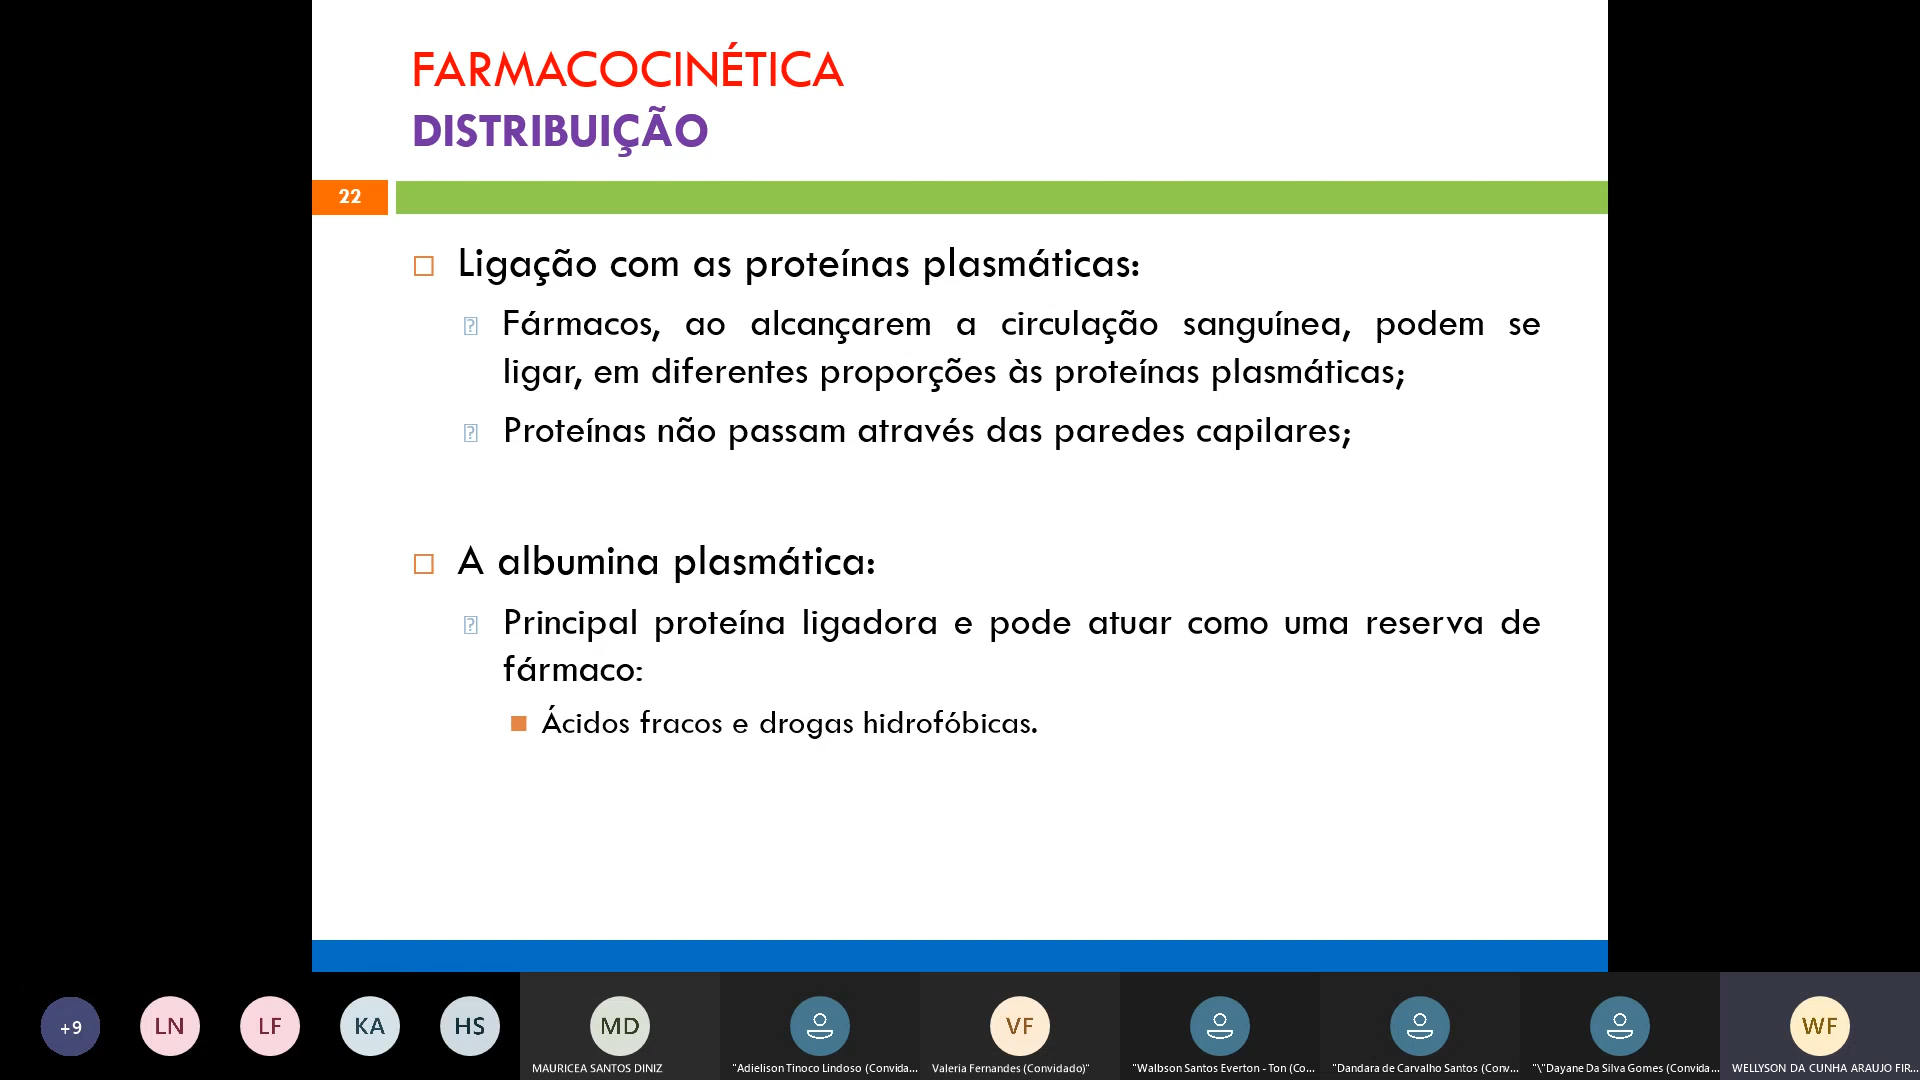 FARMACOCINÉTICA
DISTRIBUIÇÃO
22
Ligação com as proteínas plasmáticas:
Fármacos, ao alcançarem a circulação sanguínea, podem se
ligar, em diferentes proporções às proteínas plasmáticas;
Proteínas não passam através das paredes capilares;
A albumina plasmática:
Principal proteína ligadora e pode atuar como uma reserva de
fármaco:
Ácidos fracos e drogas hidrofóbicas.
+9
LN
LF
KA
HS
MD
VF
WF
MAURICEA SANTOS DINIZ
"Adielison Tinoco Lindoso (Convida...
Valeria Fernandes (Convidado)"
"Walbson Santos Everton - Ton (Co...
"Dandara de Carvalho Santos (Conv...
"\"Dayane Da Silva Gomes (Convida...
WELLYSON DA CUNHA ARAUJO FIR...